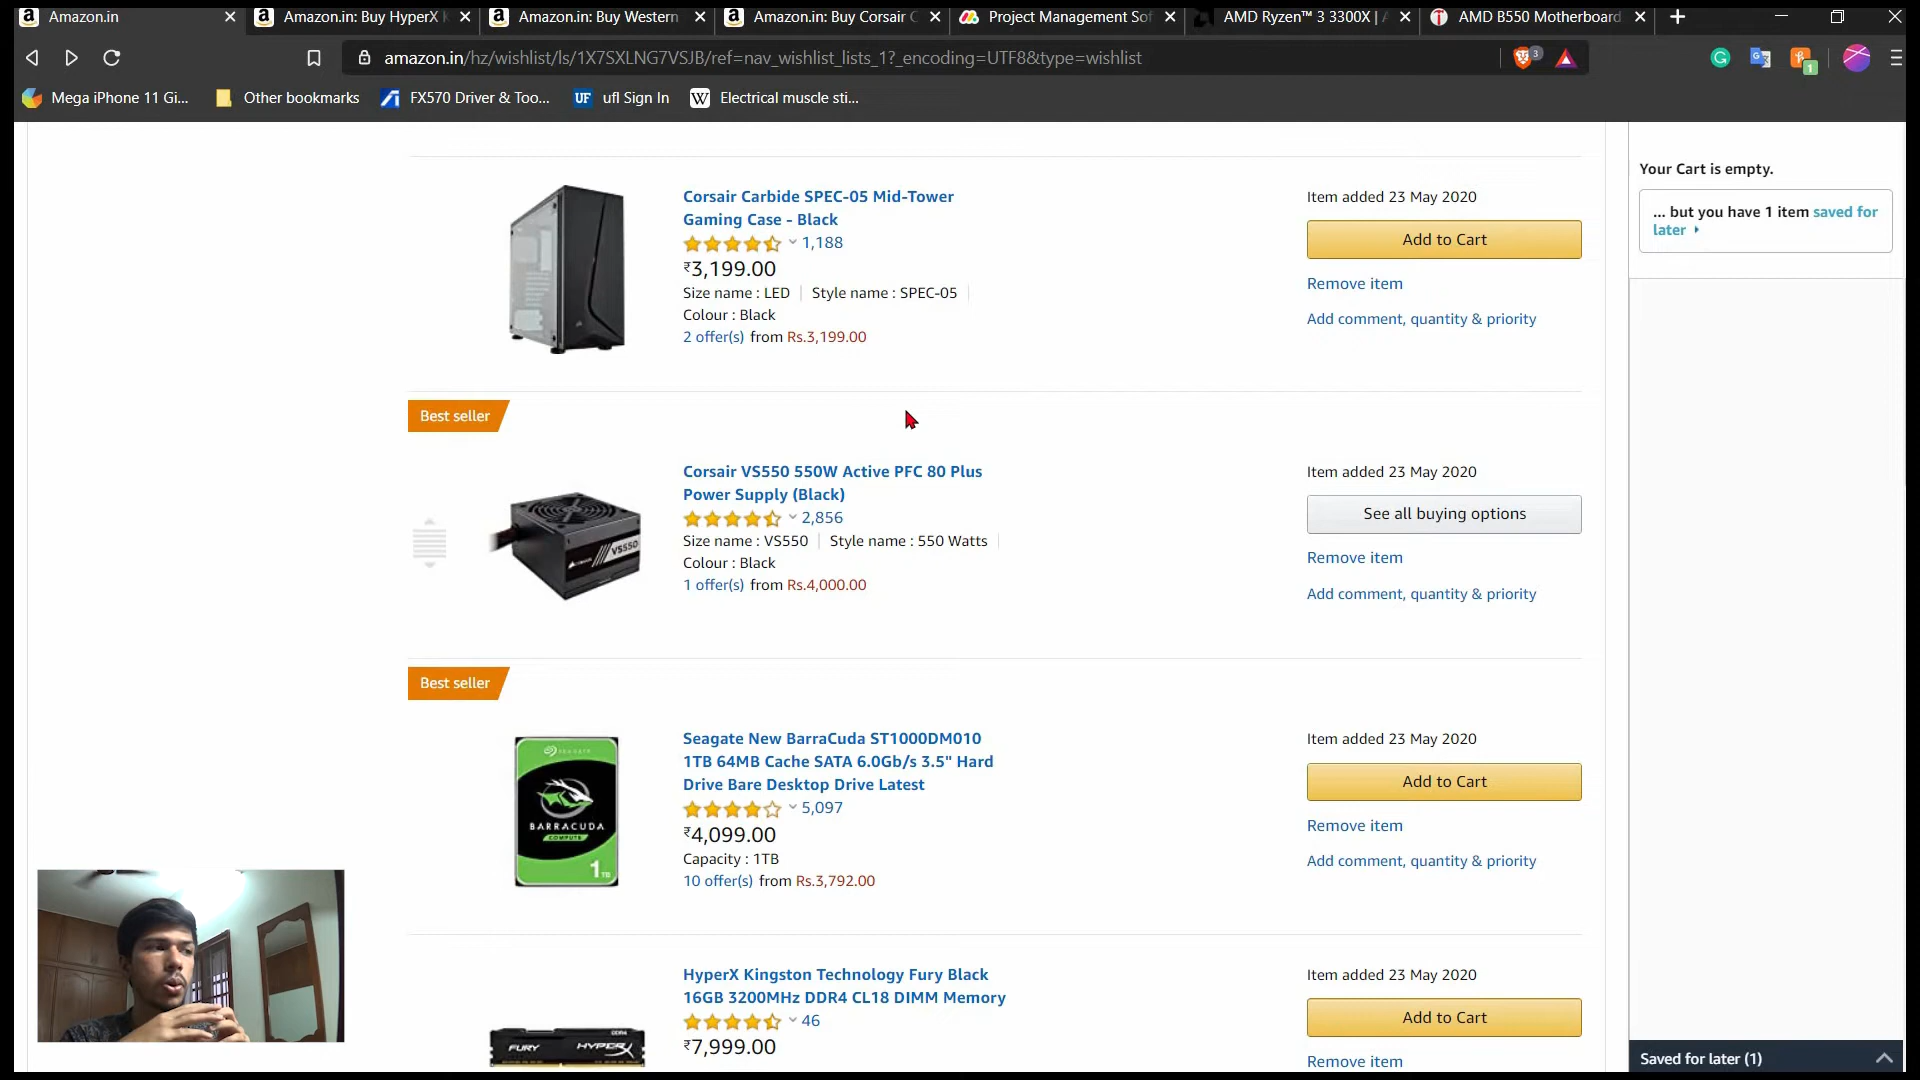 Amazon.in
Amazon.in: Buy HyperX
Amazon.in: Buy Western
Amazon.in: Buy Corsair
Project Management Sof
AMD Ryzen™ 3 3300X |
AMD B550 Motherboard
amazon.in/hz/wishlist/ls/1X7SXLNG7VSJB/ref=nav_wishlist_lists_1?_encoding=UTF8&type=wishlist
3
1
Mega iPhone 11 Gi...
Other bookmarks
FX570 Driver & Too...
UF ufl Sign In
W Electrical muscle sti...
Your Cart is empty.
... but you have 1 item saved for
later
Corsair Carbide SPEC-05 Mid-Tower
Gaming Case - Black
1,188
₹3,199.00
Size name : LED | Style name : SPEC-05
Colour : Black
2 offer(s) from Rs.3,199.00
Item added 23 May 2020
Add to Cart
Remove item
Add comment, quantity & priority
Best seller
Corsair VS550 550W Active PFC 80 Plus
Power Supply (Black)
2,856
Size name : VS550 | Style name : 550 Watts
Colour : Black
1 offer(s) from Rs.4,000.00
VS550
Item added 23 May 2020
See all buying options
Remove item
Add comment, quantity & priority
Best seller
Seagate New BarraCuda ST1000DM010
1TB 64MB Cache SATA 6.0Gb/s 3.5" Hard
Drive Bare Desktop Drive Latest
5,097
₹4,099.00
Capacity : 1TB
10 offer(s) from Rs.3,792.00
SEAGATE
BARRACUDA
COMPUTE
1TB
Item added 23 May 2020
Add to Cart
Remove item
Add comment, quantity & priority
HyperX Kingston Technology Fury Black
16GB 3200MHz DDR4 CL18 DIMM Memory
46
₹7,999.00
DDR4
FURY HYPERX
Item added 23 May 2020
Add to Cart
Remove item
Saved for later (1)